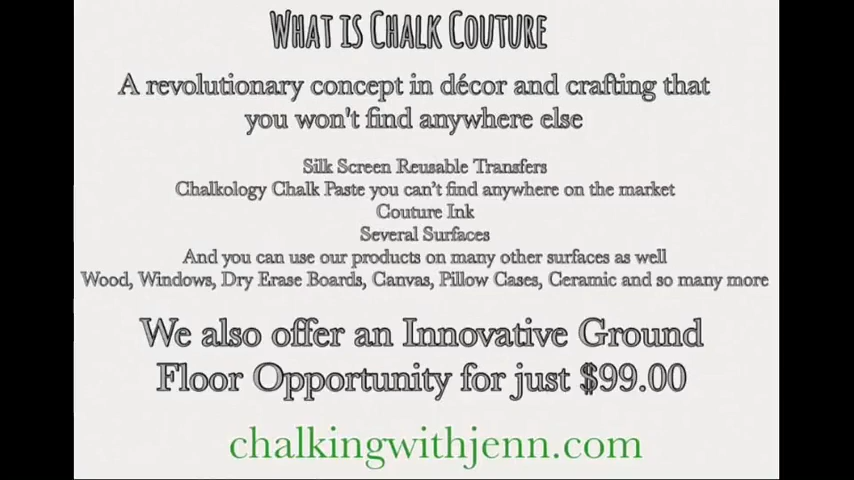 What is Chalk Couture
A revolutionary concept in décor and crafting that
you won't find anywhere else
Silk Screen Reusable Transfers
Chalkology Chalk Paste you can't find anywhere on the market
Couture Ink
Several Surfaces
And you can use our products on many other surfaces as well
Wood, Windows, Dry Erase Boards, Canvas, Pillow Cases, Ceramic and so many more
We also offer an Innovative Ground
Floor Opportunity for just $99.00
chalkingwithjenn.com